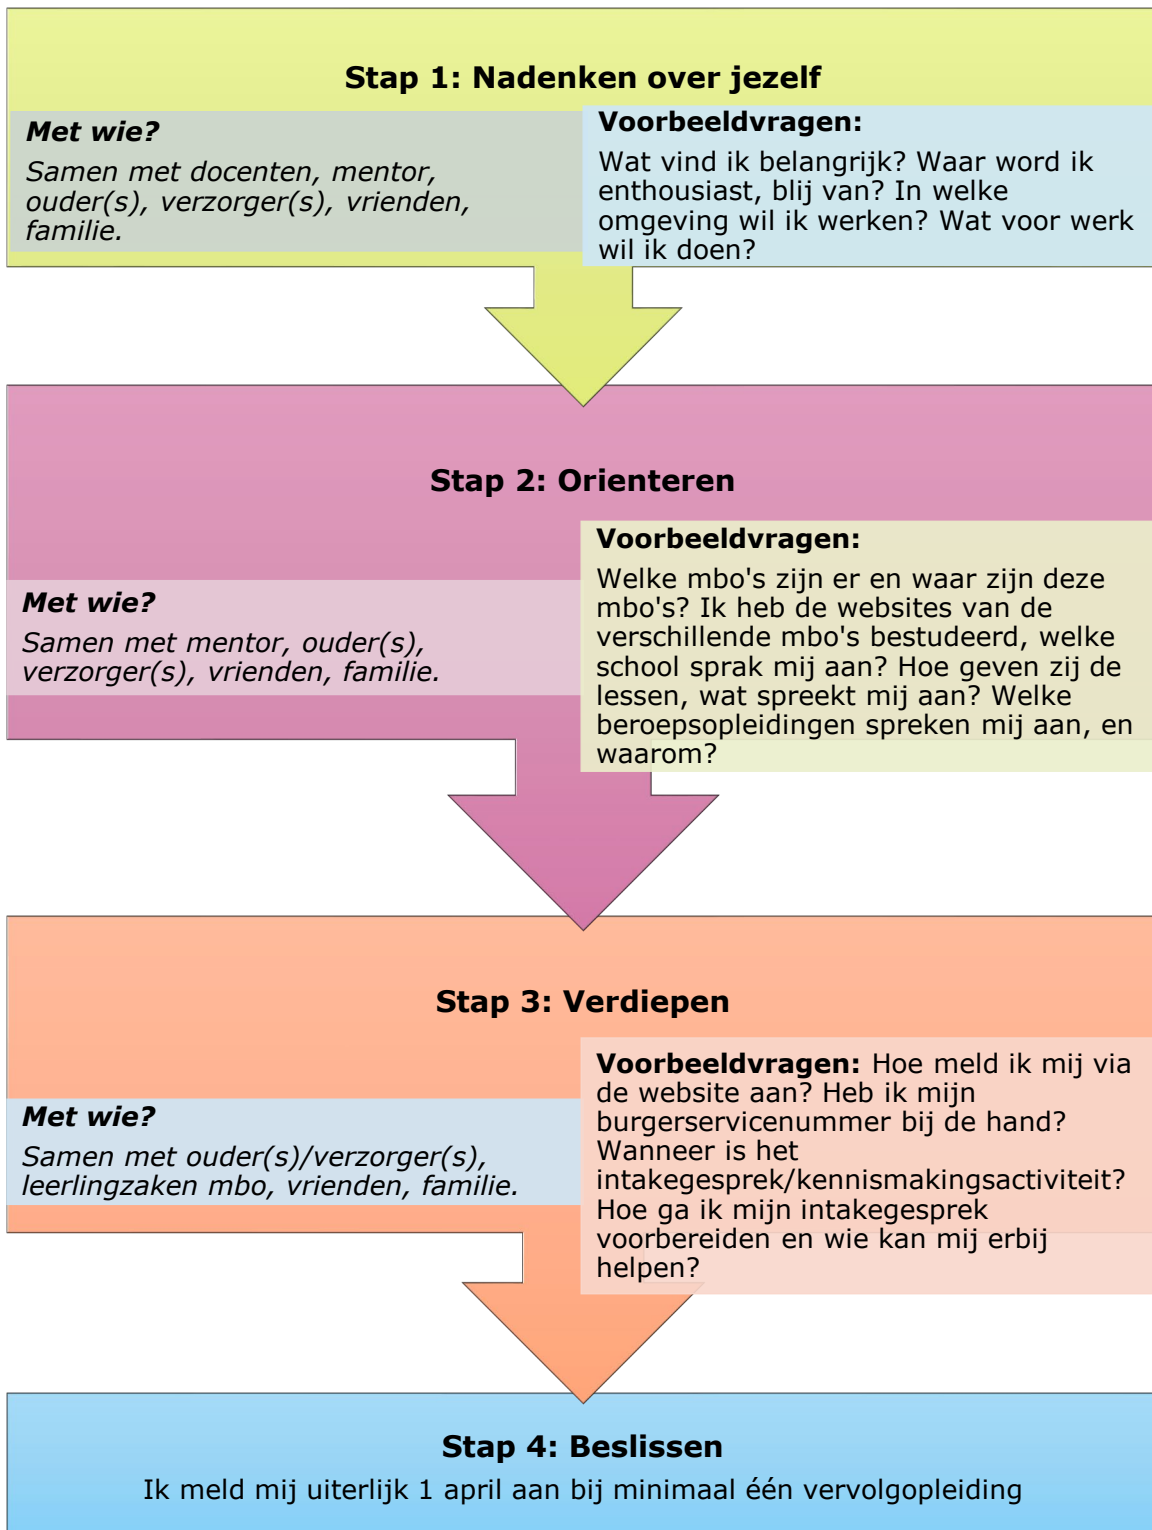 Stap 1: Nadenken over jezelf
Met wie?
Samen met docenten, mentor,
ouder(s), verzorger(s), vrienden,
familie.
Voorbeeldvragen:
Wat vind ik belangrijk? Waar word ik
enthousiast, blij van? In welke
omgeving wil ik werken? Wat voor werk
wil ik doen?
Stap 2: Orienteren
Met wie?
Samen met mentor, ouder(s),
verzorger(s), vrienden, familie.
Voorbeeldvragen:
Welke mbo's zijn er en waar zijn deze
mbo's? Ik heb de websites van de
verschillende mbo's bestudeerd, welke
school sprak mij aan? Hoe geven zij de
lessen, wat spreekt mij aan? Welke
beroepsopleidingen spreken mij aan, en
waarom?
Stap 3: Verdiepen
Met wie?
Samen met ouder(s)/verzorger(s),
leerlingzaken mbo, vrienden, familie.
Voorbeeldvragen: Hoe meld ik mij via
de website aan? Heb ik mijn
burgerservicenummer bij de hand?
Wanneer is het
intakegesprek/kennismakingsactiviteit?
Hoe ga ik mijn intakegesprek
voorbereiden en wie kan mij erbij
helpen?
Stap 4: Beslissen
Ik meld mij uiterlijk 1 april aan bij minimaal één vervolgopleiding